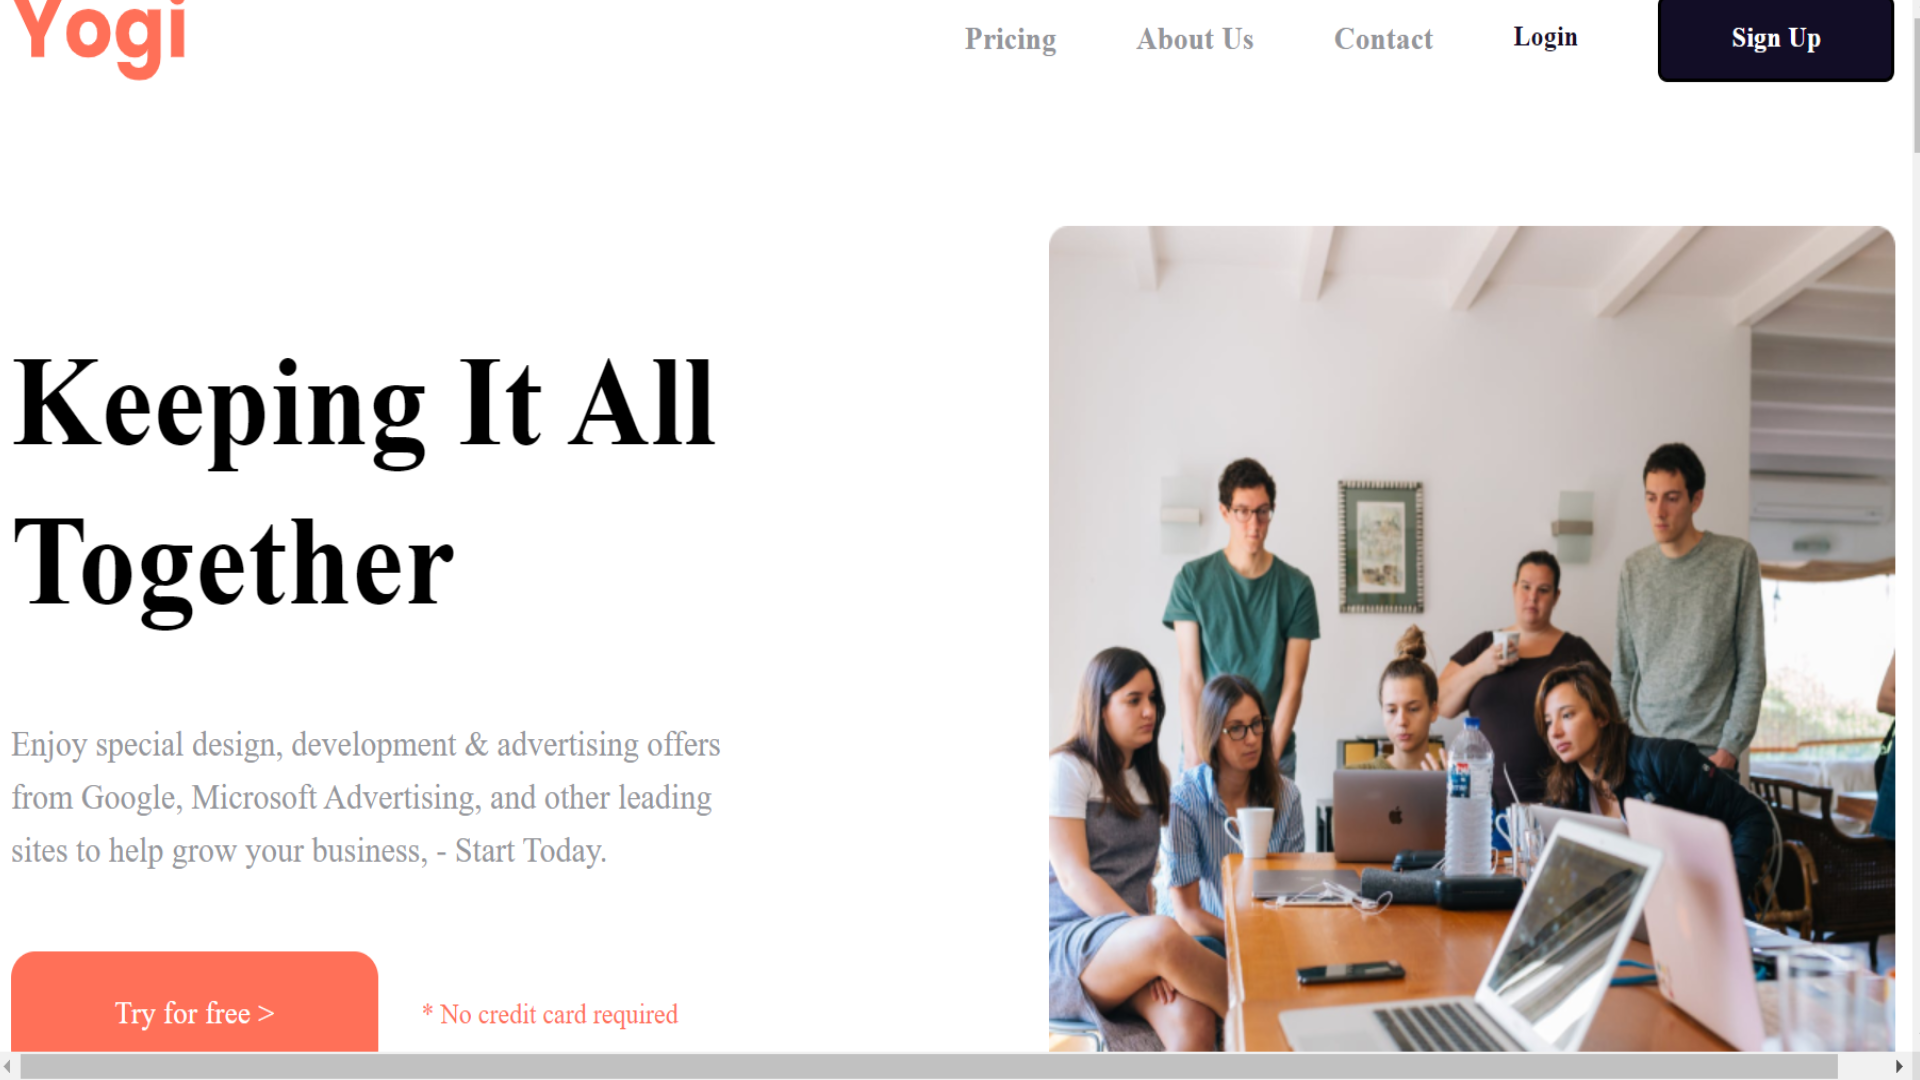 Yogi
Pricing
About Us
Contact
Login
Sign Up
Keeping It All
Together
Enjoy special design, development & advertising offers
from Google, Microsoft Advertising, and other leading
sites to help grow your business, - Start Today.
Try for free >
* No credit card required